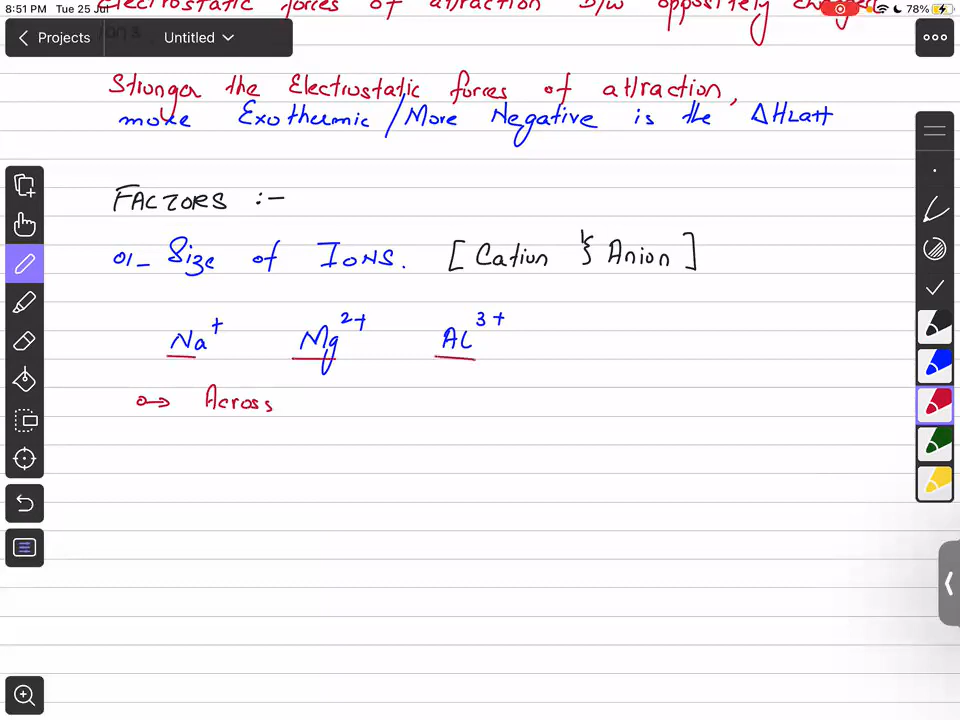 8:51 PM Tue 25 Jul 78%
Electrostatic forces of attraction b/w oppositely charged
Projects Untitled
Stronger the Electrostatic forces of attraction,
more Exothermic / More Negative is the ΔHLatt
FACTORS :-
01_ Size of IONS. [Cation & Anion]
Na⁺ Mg²⁺ Al³⁺
Across